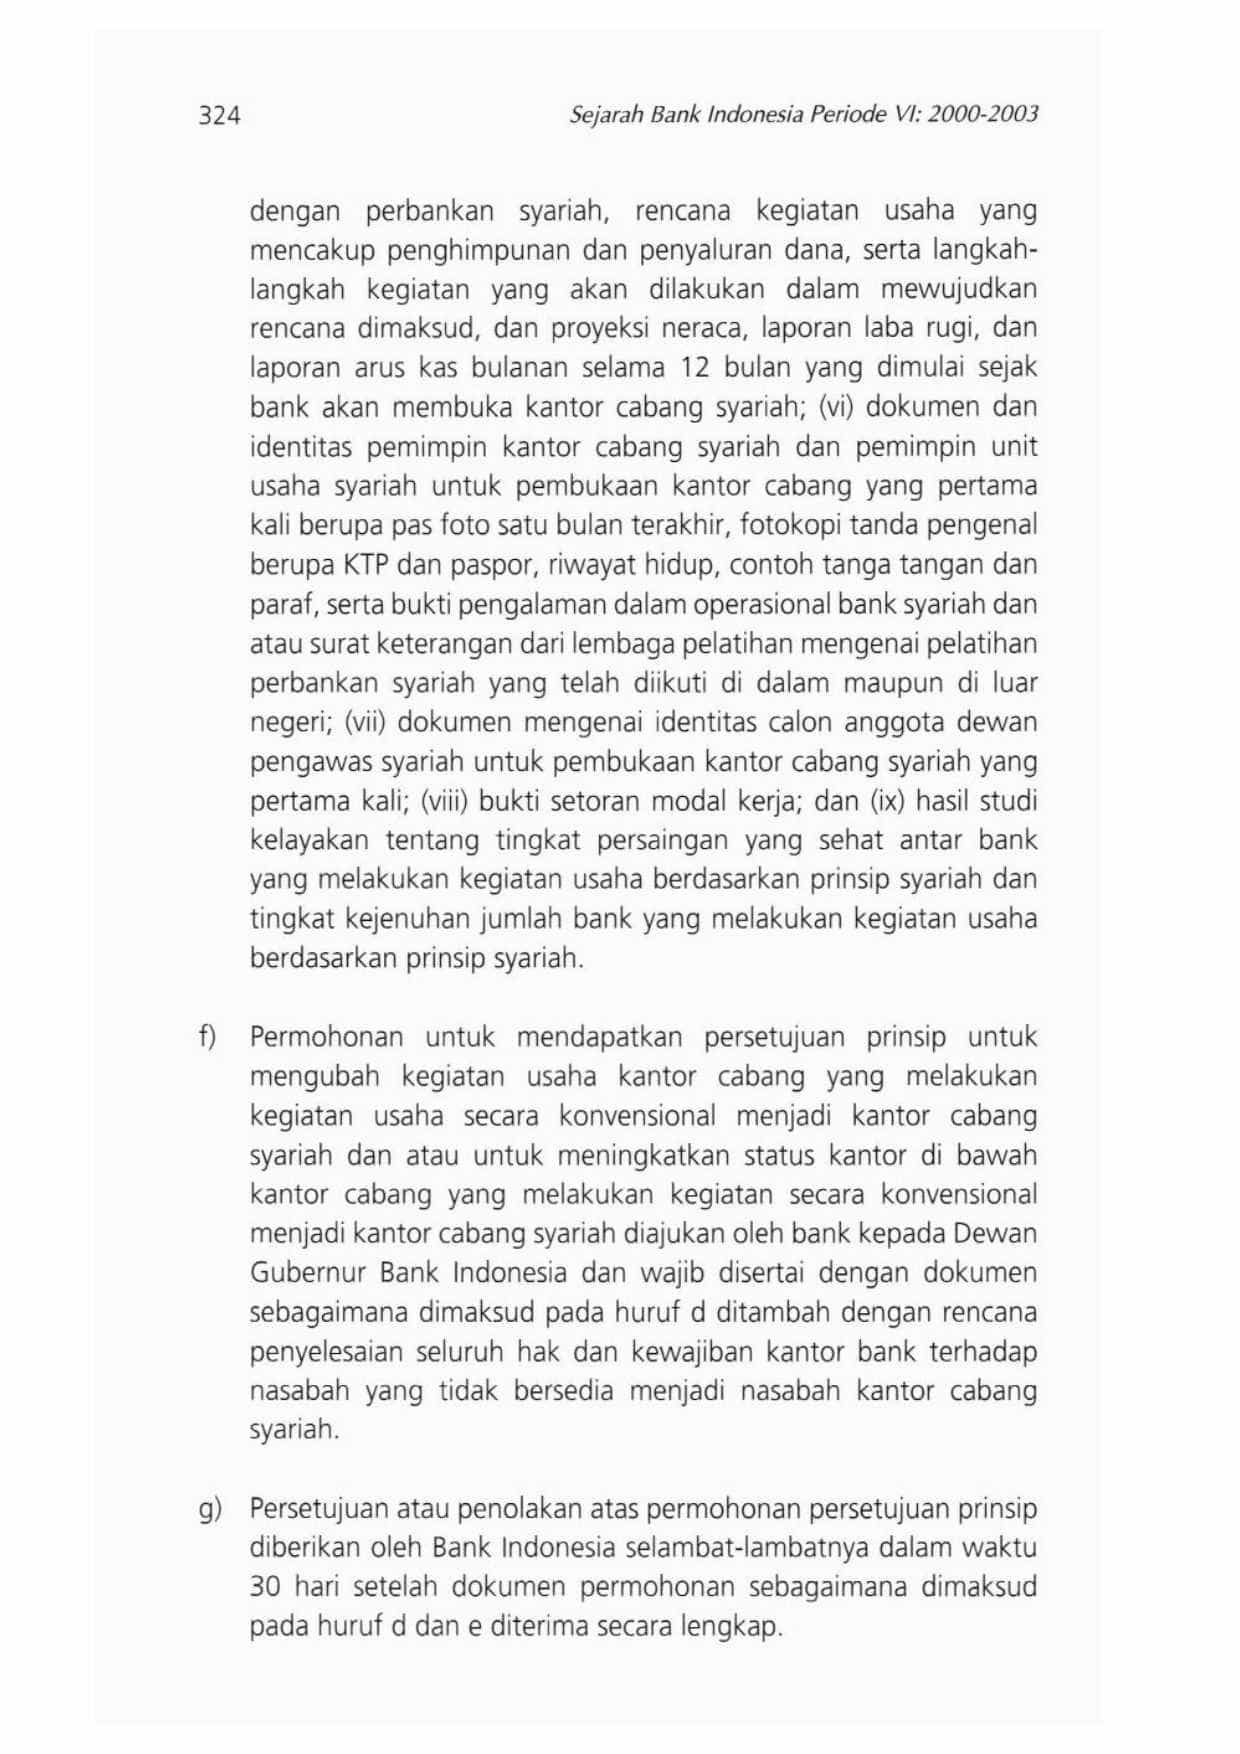 324
Sejarah Bank Indonesia Periode VI: 2000-2003
dengan perbankan syariah, rencana kegiatan usaha yang
mencakup penghimpunan dan penyaluran dana, serta langkah-
langkah kegiatan yang akan dilakukan dalam mewujudkan
rencana dimaksud, dan proyeksi neraca, laporan laba rugi, dan
laporan arus kas bulanan selama 12 bulan yang dimulai sejak
bank akan membuka kantor cabang syariah; (vi) dokumen dan
identitas pemimpin kantor cabang syariah dan pemimpin unit
usaha syariah untuk pembukaan kantor cabang yang pertama
kali berupa pas foto satu bulan terakhir, fotokopi tanda pengenal
berupa KTP dan paspor, riwayat hidup, contoh tanga tangan dan
paraf, serta bukti pengalaman dalam operasional bank syariah dan
atau surat keterangan dari lembaga pelatihan mengenai pelatihan
perbankan syariah yang telah diikuti di dalam maupun di luar
negeri; (vii) dokumen mengenai identitas calon anggota dewan
pengawas syariah untuk pembukaan kantor cabang syariah yang
pertama kali; (viii) bukti setoran modal kerja; dan (ix) hasil studi
kelayakan tentang tingkat persaingan yang sehat antar bank
yang melakukan kegiatan usaha berdasarkan prinsip syariah dan
tingkat kejenuhan jumlah bank yang melakukan kegiatan usaha
berdasarkan prinsip syariah.
f) Permohonan untuk mendapatkan persetujuan prinsip untuk
mengubah kegiatan usaha kantor cabang yang melakukan
kegiatan usaha secara konvensional menjadi kantor cabang
syariah dan atau untuk meningkatkan status kantor di bawah
kantor cabang yang melakukan kegiatan secara konvensional
menjadi kantor cabang syariah diajukan oleh bank kepada Dewan
Gubernur Bank Indonesia dan wajib disertai dengan dokumen
sebagaimana dimaksud pada huruf d ditambah dengan rencana
penyelesaian seluruh hak dan kewajiban kantor bank terhadap
nasabah yang tidak bersedia menjadi nasabah kantor cabang
syariah.
g) Persetujuan atau penolakan atas permohonan persetujuan prinsip
diberikan oleh Bank Indonesia selambat-lambatnya dalam waktu
30 hari setelah dokumen permohonan sebagaimana dimaksud
pada huruf d dan e diterima secara lengkap.